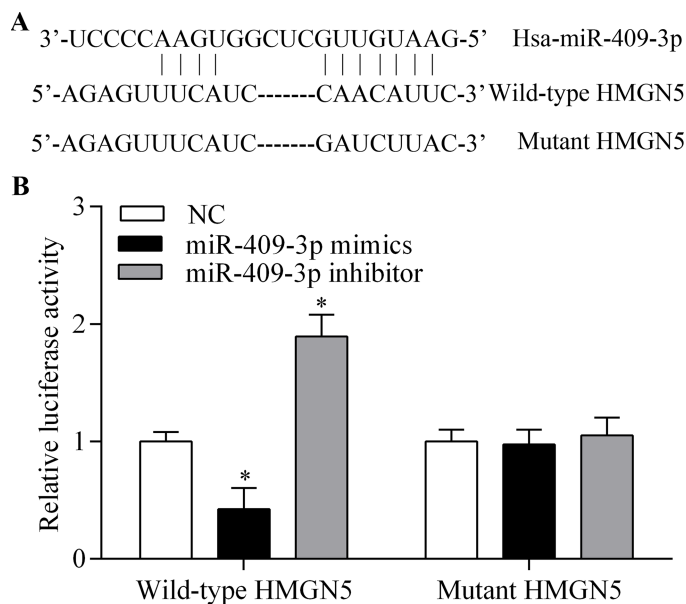 A
3’-UCCCCAAGUGGCUCGUUGUAAG-5’ Hsa-miR-409-3p
5’-AGAGUUUCAUC-------CAACAUUC-3’ Wild-type HMGN5
5’-AGAGUUUCAUC-------GAUCUUAC-3’ Mutant HMGN5
B
3
NC
miR-409-3p mimics
miR-409-3p inhibitor
Relative luciferase activity
*
2
1
*
0
Wild-type HMGN5 Mutant HMGN5